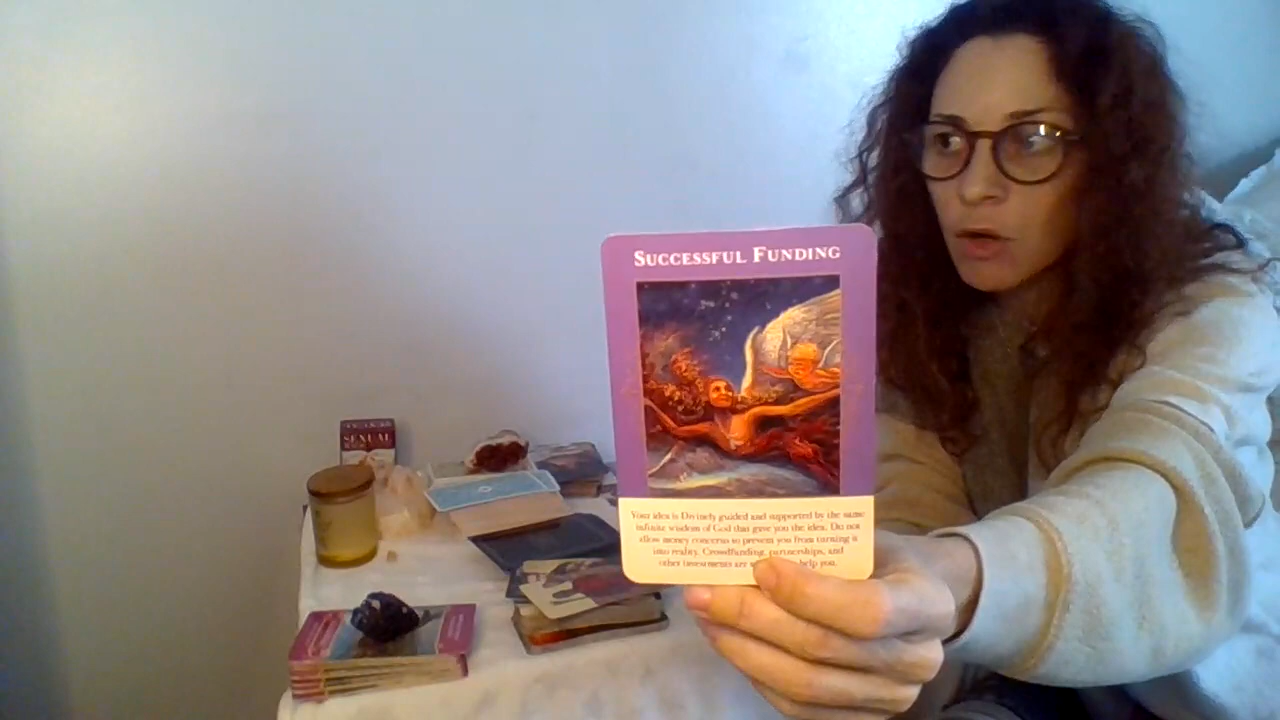 SUCCESSFUL FUNDING
Your idea is Divinely guided and supported by the same
infinite wisdom of God that gave you the idea. Do not
allow money concerns to prevent you from turning it
into reality. Crowdfunding, partnerships, and
other investments are help you.
SEXUAL